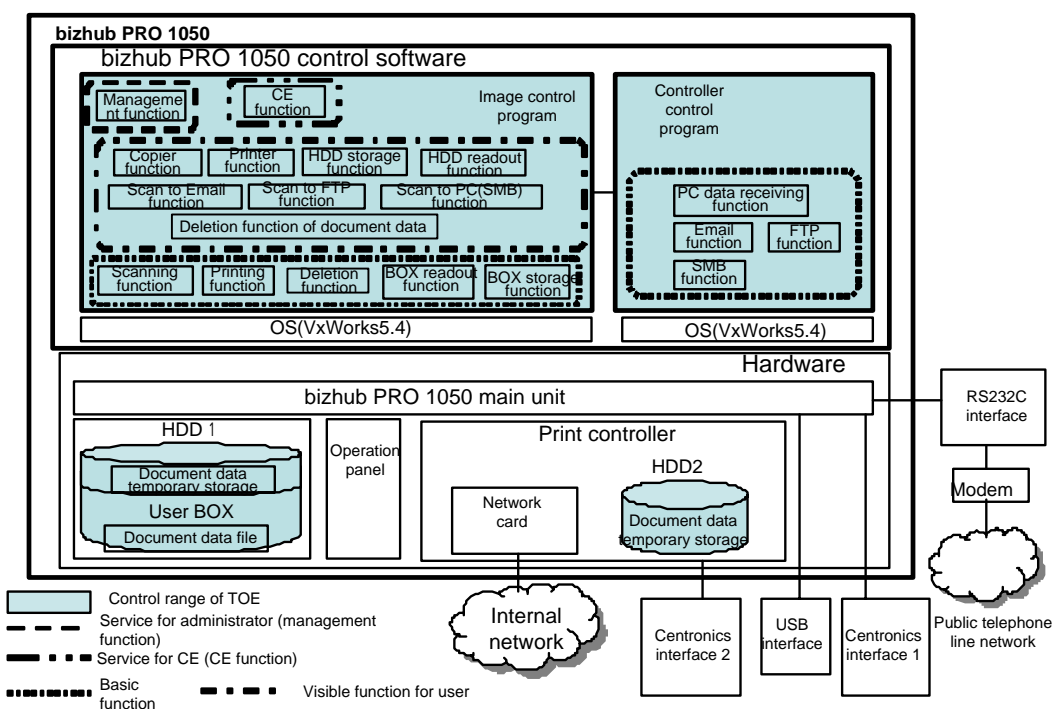 bizhub PRO 1050
bizhub PRO 1050 control software
Manageme
nt function
CE
function
Image control
program
Copier
function
Printer
function
HDD storage
function
HDD readout
function
Scan to Email
function
Scan to FTP
function
Scan to PC(SMB)
function
Deletion function of document data
Scanning
function
Printing
function
Deletion
function
BOX readout
function
BOX storage
function
OS(VxWorks5.4)
Controller
control
program
PC data receiving
function
Email
function
FTP
function
SMB
function
OS(VxWorks5.4)
Hardware
bizhub PRO 1050 main unit
HDD 1
Document data
temporary storage
User BOX
Document data file
Operation
panel
Print controller
Network
card
HDD2
Document data
temporary storage
RS232C
interface
Modem
Public telephone
line network
Internal
network
Centronics
interface 2
USB
interface
Centronics
interface 1
Control range of TOE
Service for administrator (management
function)
Service for CE (CE function)
Basic
function
Visible function for user